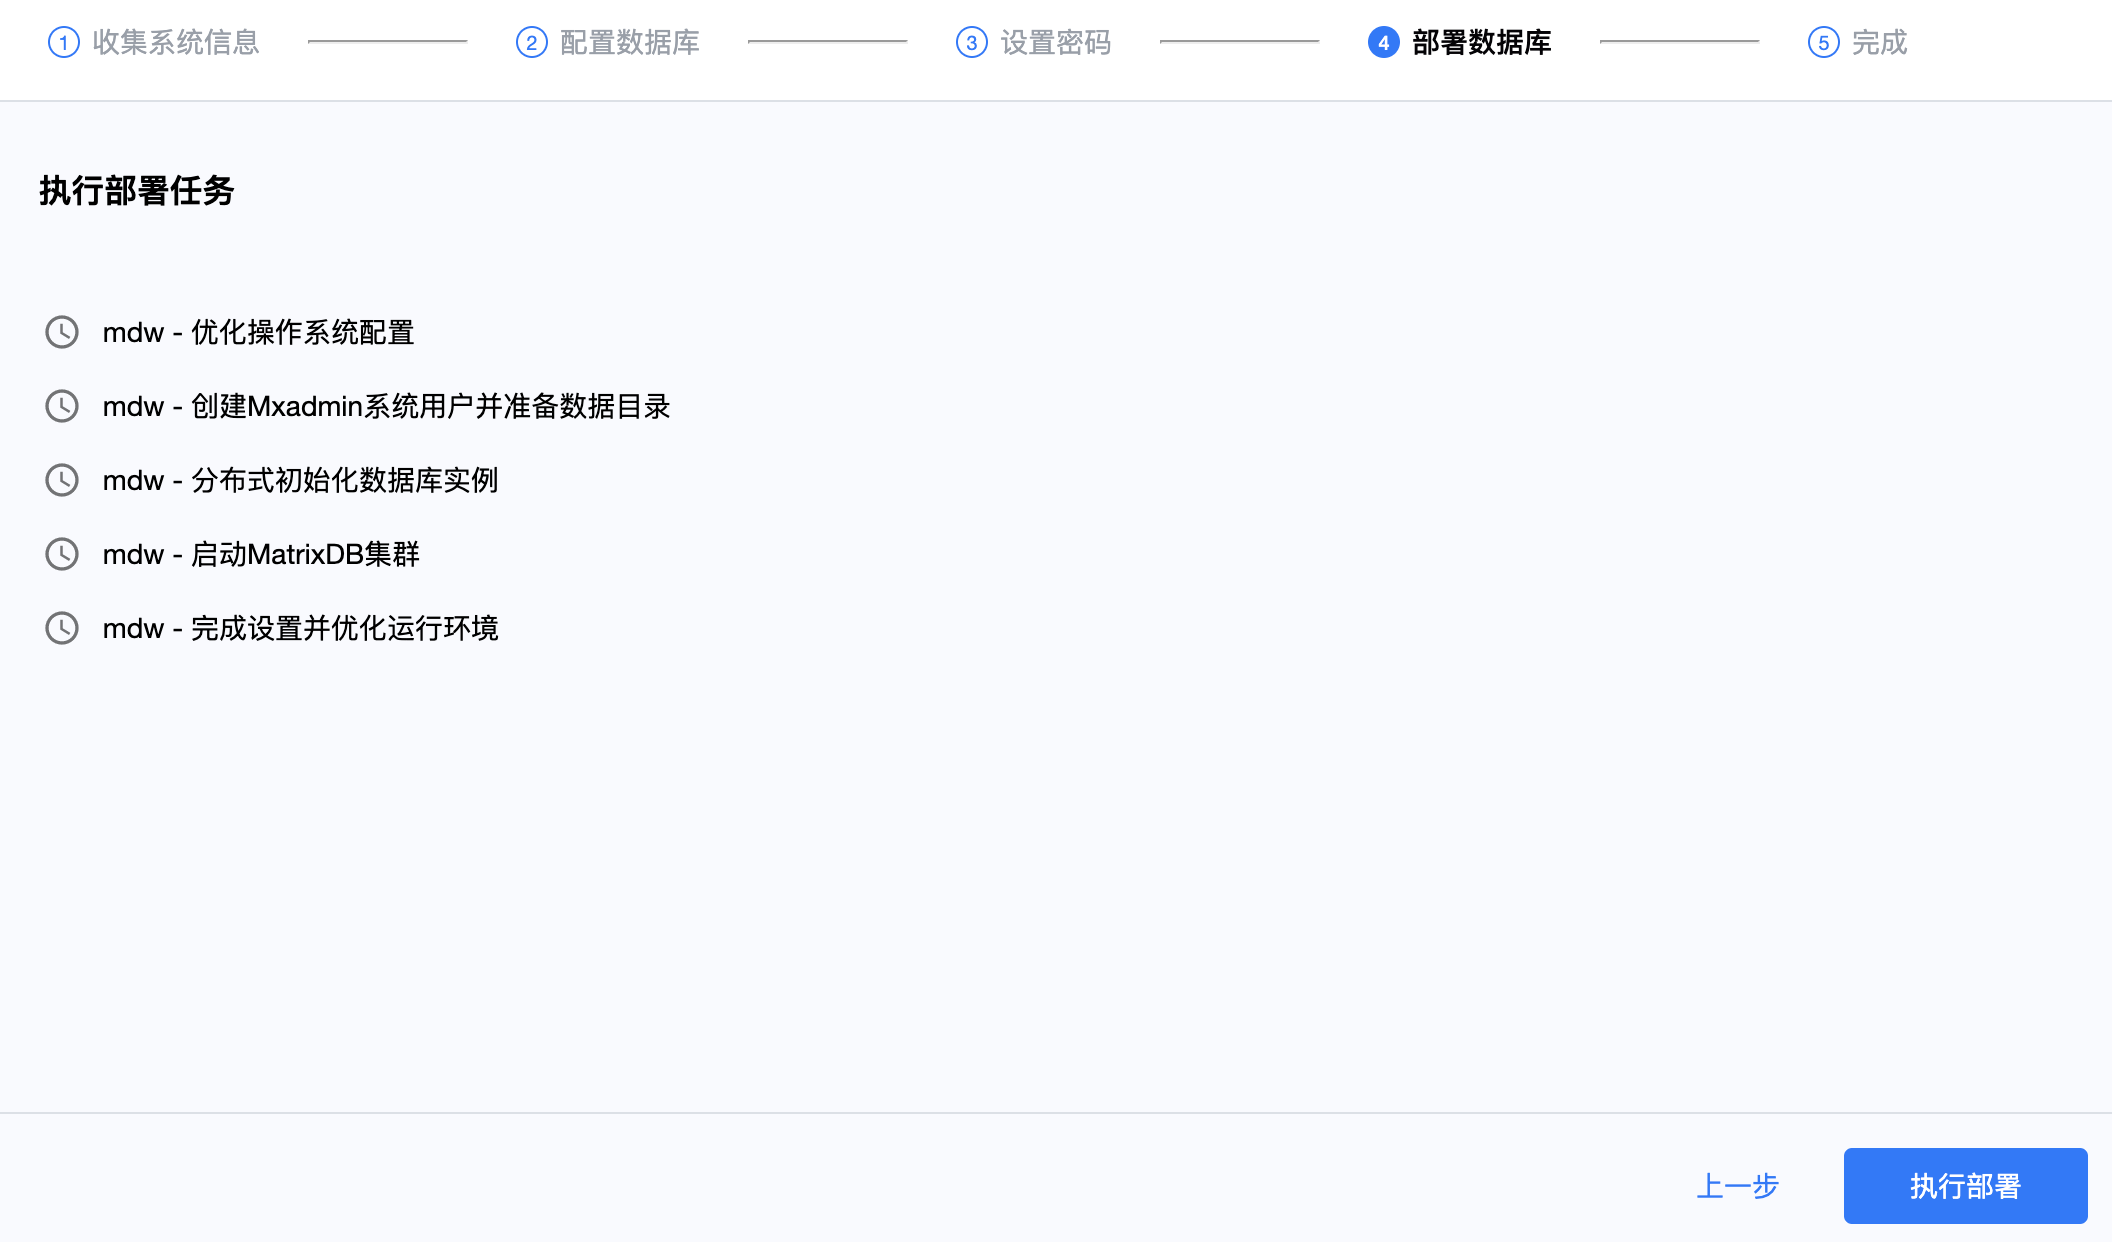 1 收集系统信息 2 配置数据库 3 设置密码 4 部署数据库 5 完成
执行部署任务
mdw - 优化操作系统配置
mdw - 创建Mxadmin系统用户并准备数据目录
mdw - 分布式初始化数据库实例
mdw - 启动MatrixDB集群
mdw - 完成设置并优化运行环境
上一步 执行部署